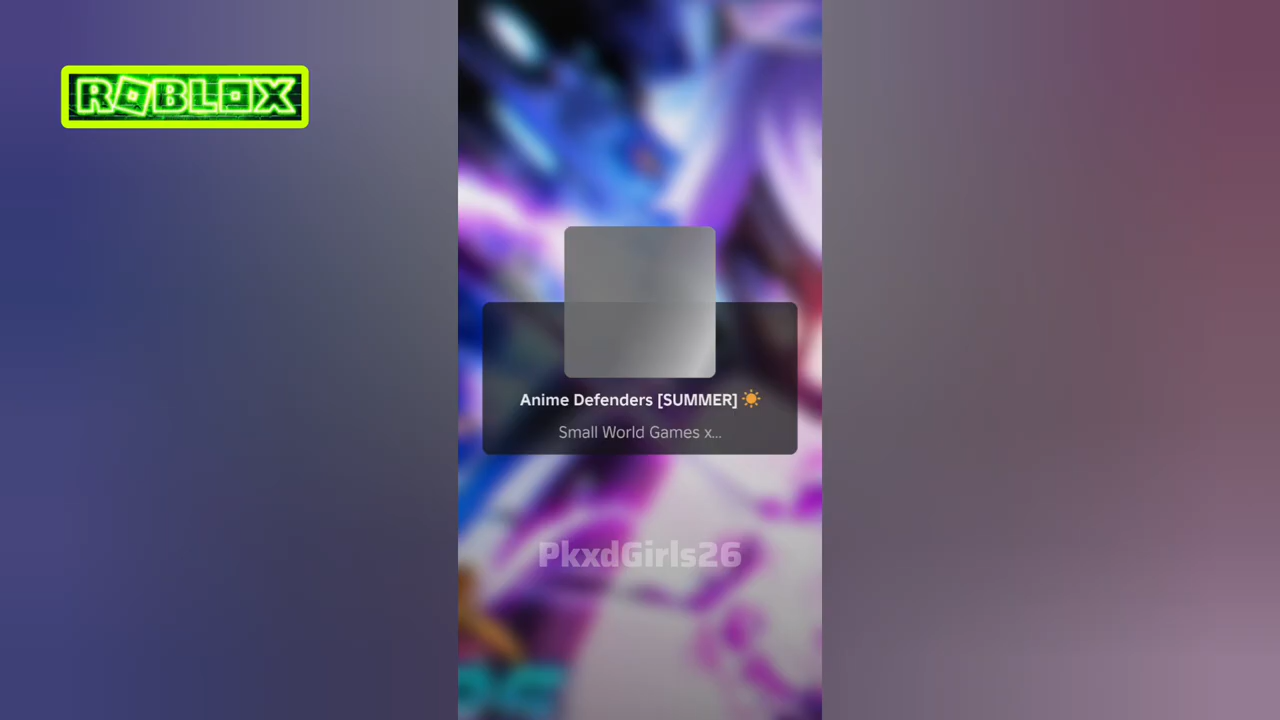 ROBLOX
Anime Defenders [SUMMER] ☀️
Small World Games x...
PkxdGirls26